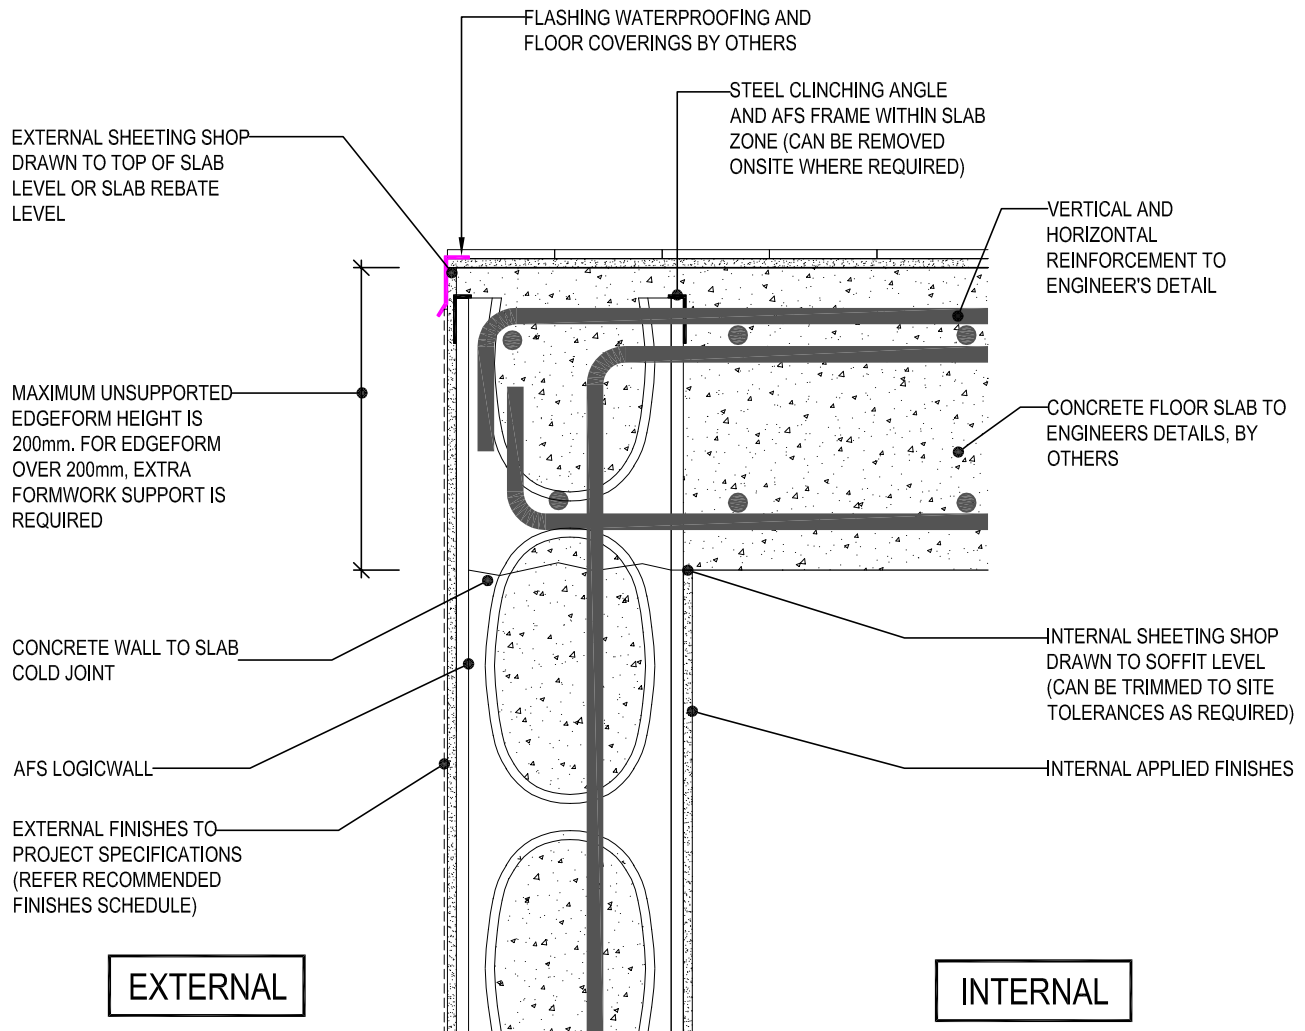 FLASHING WATERPROOFING AND
FLOOR COVERINGS BY OTHERS
STEEL CLINCHING ANGLE
AND AFS FRAME WITHIN SLAB
ZONE (CAN BE REMOVED
ONSITE WHERE REQUIRED)
EXTERNAL SHEETING SHOP
DRAWN TO TOP OF SLAB
LEVEL OR SLAB REBATE
LEVEL
VERTICAL AND
HORIZONTAL
REINFORCEMENT TO
ENGINEER'S DETAIL
MAXIMUM UNSUPPORTED
EDGEFORM HEIGHT IS
200mm. FOR EDGEFORM
OVER 200mm, EXTRA
FORMWORK SUPPORT IS
REQUIRED
CONCRETE FLOOR SLAB TO
ENGINEERS DETAILS, BY
OTHERS
CONCRETE WALL TO SLAB
COLD JOINT
INTERNAL SHEETING SHOP
DRAWN TO SOFFIT LEVEL
(CAN BE TRIMMED TO SITE
TOLERANCES AS REQUIRED)
AFS LOGICWALL
INTERNAL APPLIED FINISHES
EXTERNAL FINISHES TO
PROJECT SPECIFICATIONS
(REFER RECOMMENDED
FINISHES SCHEDULE)
EXTERNAL
INTERNAL